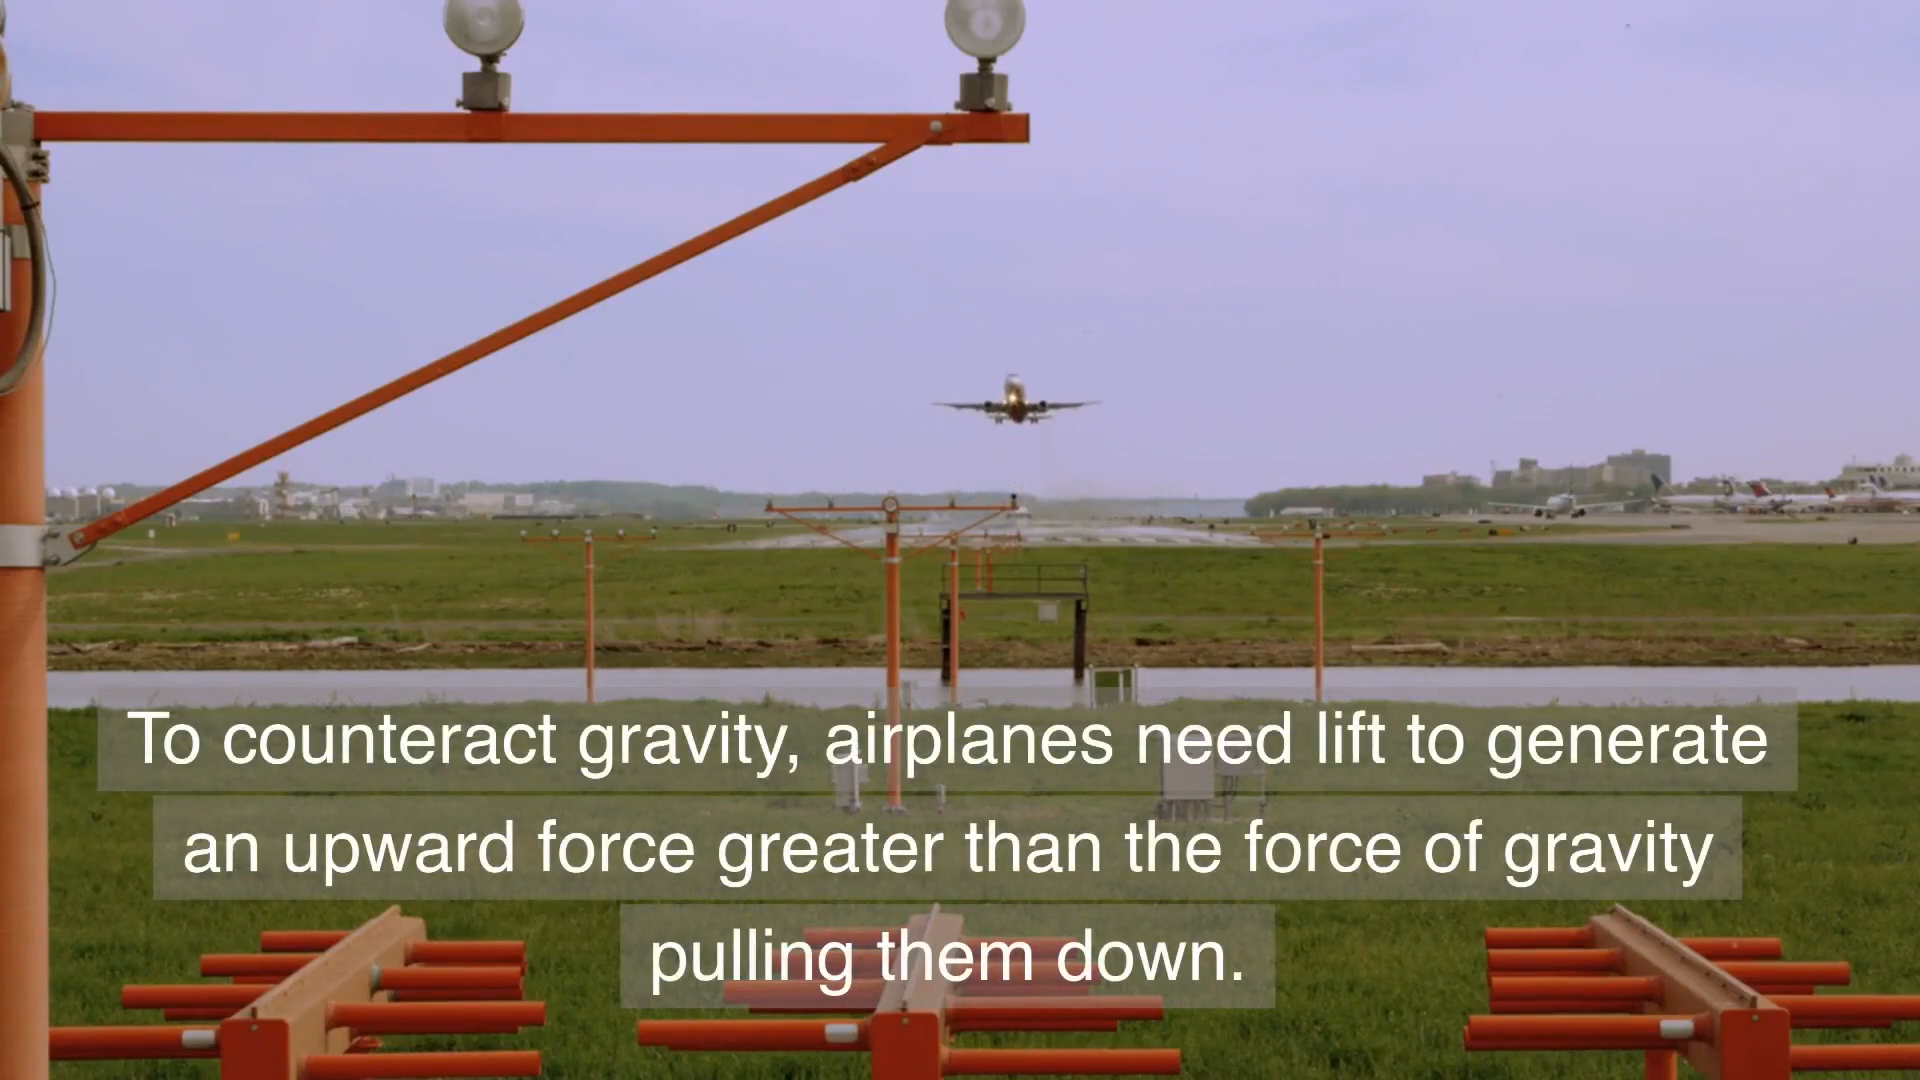 To counteract gravity, airplanes need lift to generate
an upward force greater than the force of gravity
pulling them down.